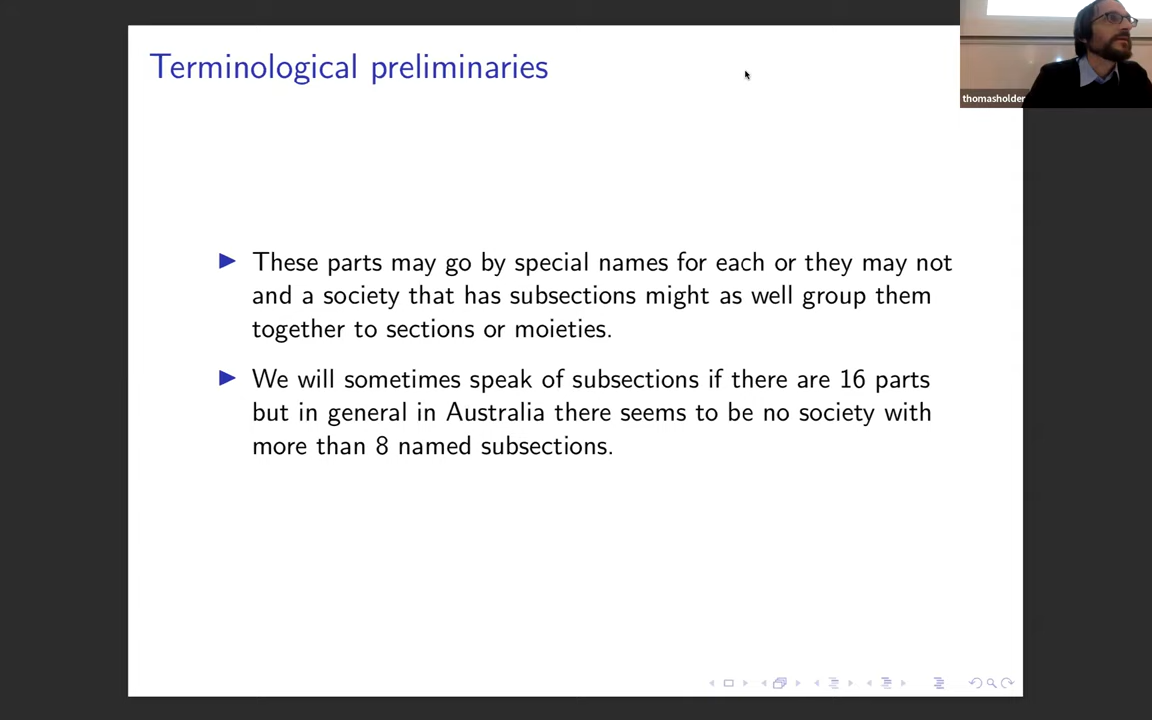 Terminological preliminaries
thomasholder
▶ These parts may go by special names for each or they may not
and a society that has subsections might as well group them
together to sections or moieties.
▶ We will sometimes speak of subsections if there are 16 parts
but in general in Australia there seems to be no society with
more than 8 named subsections.